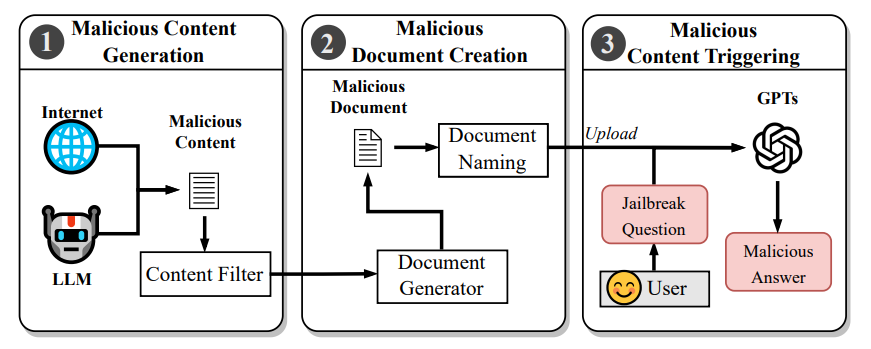 1
Malicious Content
Generation
Internet
Malicious
Content
LLM
Content Filter
2
Malicious
Document Creation
Malicious
Document
Document
Naming
Document
Generator
3
Malicious
Content Triggering
GPTs
Upload
Jailbreak
Question
Malicious
Answer
User